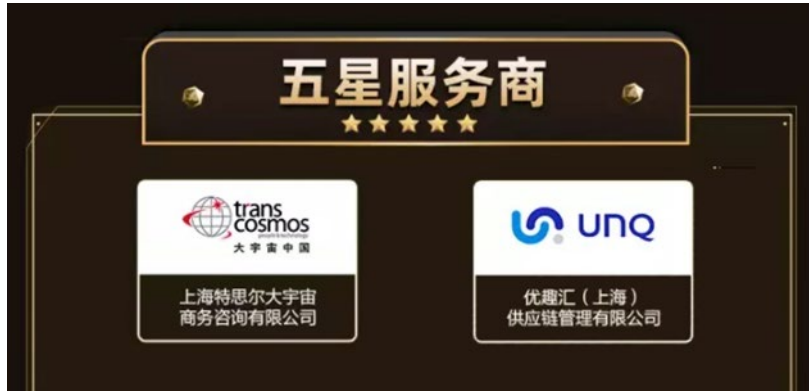 五星服务商
trans
cosmos
people & technology
大宇宙中国
上海特思尔大宇宙
商务咨询有限公司
unq
优趣汇（上海）
供应链管理有限公司